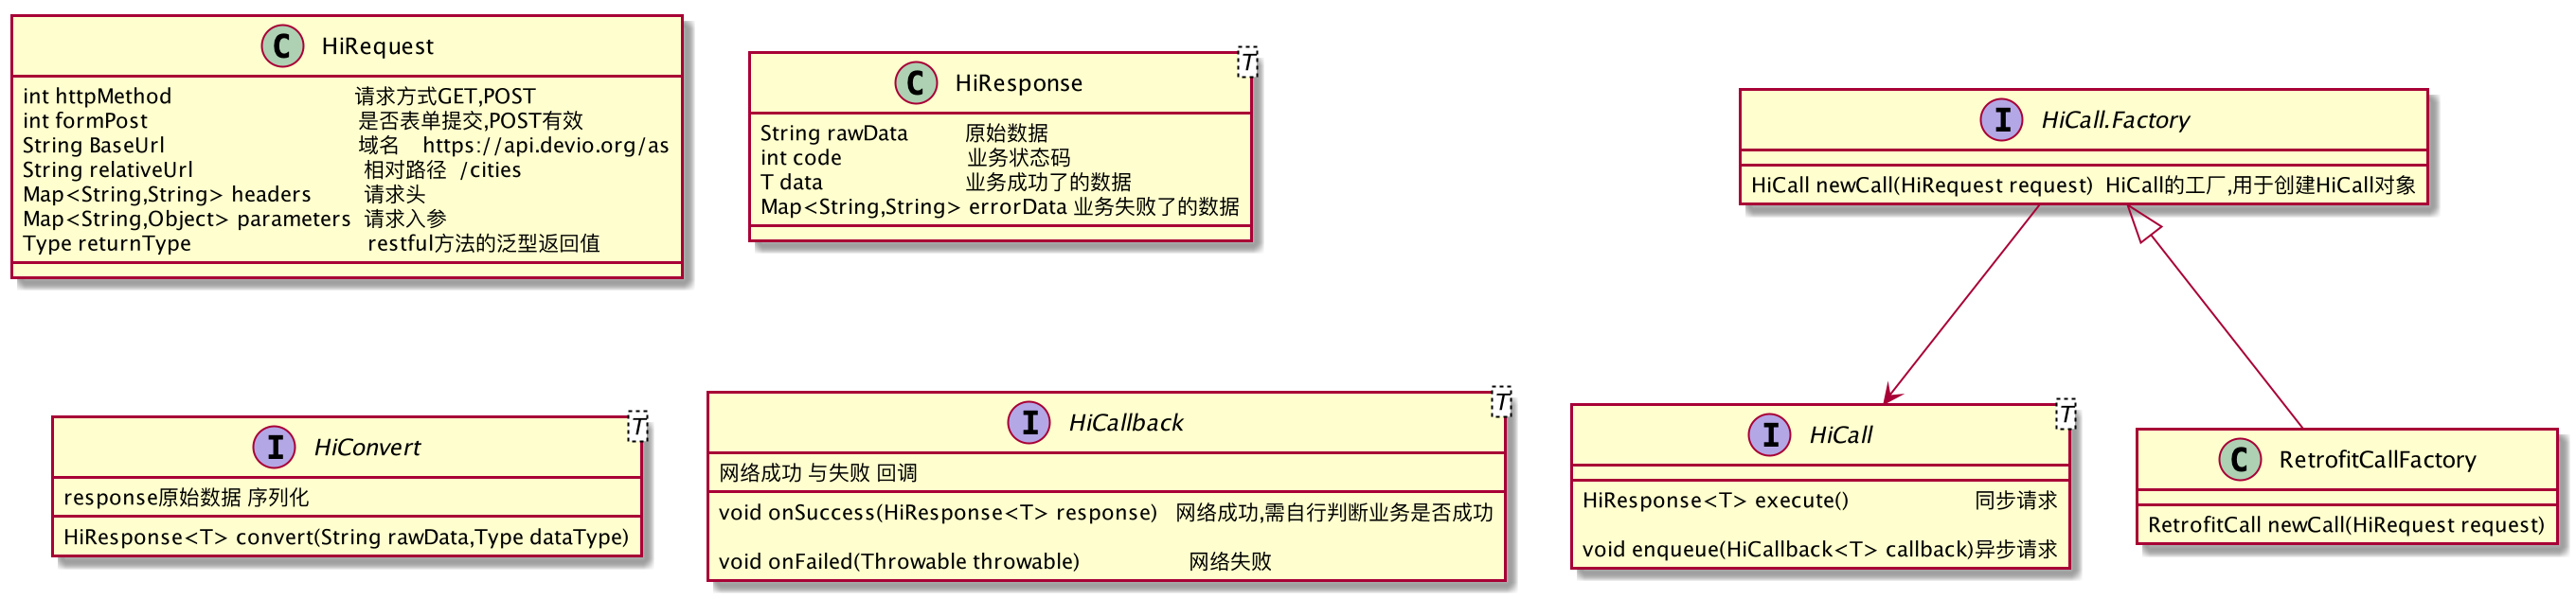 C HiRequest
int httpMethod 请求方式GET,POST
int formPost 是否表单提交,POST有效
String BaseUrl 域名 https://api.devio.org/as
String relativeUrl 相对路径 /cities
Map<String,String> headers 请求头
Map<String,Object> parameters 请求入参
Type returnType restful方法的泛型返回值
C HiResponse T
String rawData 原始数据
int code 业务状态码
T data 业务成功了的数据
Map<String,String> errorData 业务失败了的数据
I HiCall.Factory
HiCall newCall(HiRequest request) HiCall的工厂,用于创建HiCall对象
I HiConvert T
response原始数据 序列化
HiResponse<T> convert(String rawData,Type dataType)
I HiCallback T
网络成功 与失败 回调
void onSuccess(HiResponse<T> response) 网络成功,需自行判断业务是否成功
void onFailed(Throwable throwable) 网络失败
I HiCall T
HiResponse<T> execute() 同步请求
void enqueue(HiCallback<T> callback)异步请求
C RetrofitCallFactory
RetrofitCall newCall(HiRequest request)